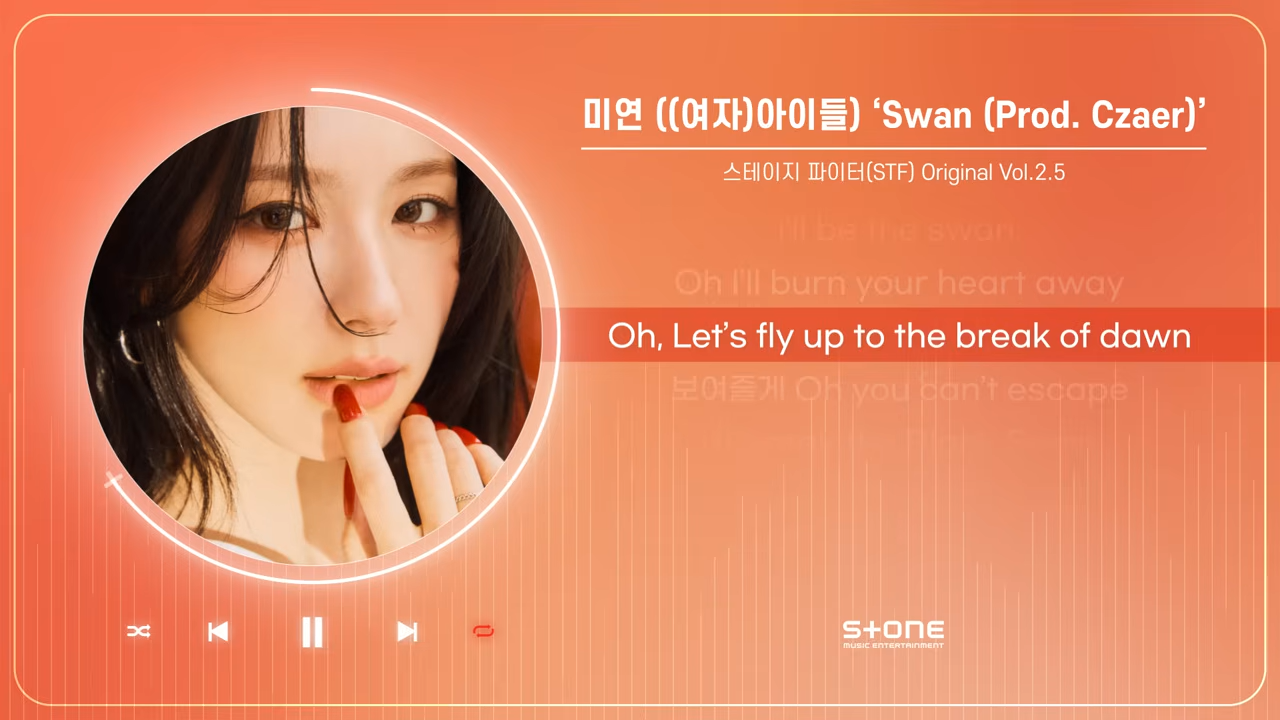 미연 ((여자)아이들) ‘Swan (Prod. Czaer)’
스테이지 파이터(STF) Original Vol.2.5
I'll be the swan
Oh I'll burn your heart away
Oh, Let's fly up to the break of dawn
보여줄게 Oh you can't escape
S+ONE
MUSIC ENTERTAINMENT